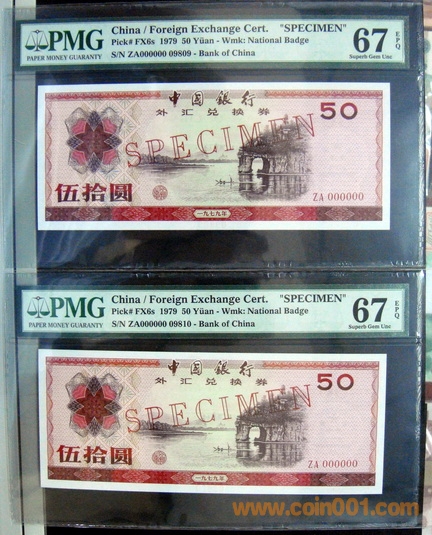 PMG
PAPER MONEY GUARANTY
China / Foreign Exchange Cert. "SPECIMEN"
Pick# FX6s 1979 50 Yüan - Wmk: National Badge
S/N ZA000000 09809 - Bank of China
67 EPQ
Superb Gem Unc
中国银行
外汇兑换券
50
SPECIMEN
伍拾圆
ZA 000000
一九七九年
PMG
PAPER MONEY GUARANTY
China / Foreign Exchange Cert. "SPECIMEN"
Pick# FX6s 1979 50 Yüan - Wmk: National Badge
S/N ZA000000 09810 - Bank of China
67 EPQ
Superb Gem Unc
中国银行
外汇兑换券
50
SPECIMEN
伍拾圆
ZA 000000
一九七九年
www.coin001.com